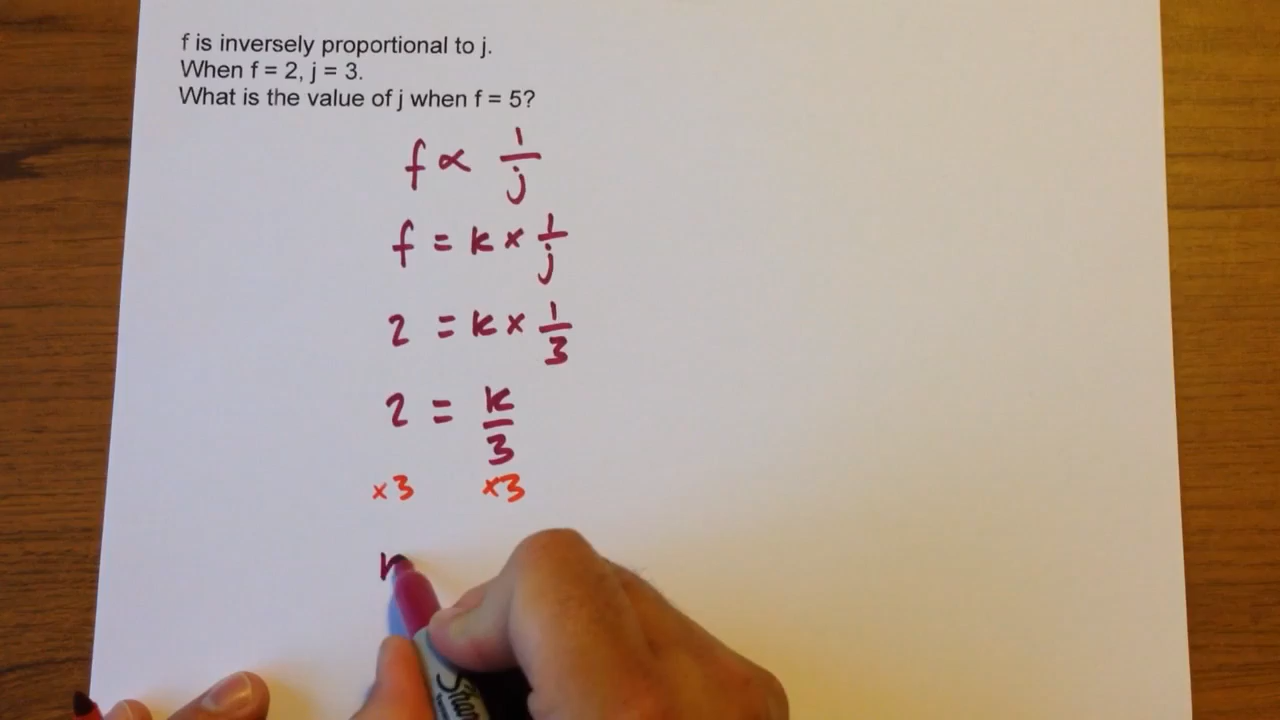 f is inversely proportional to j.
When f = 2, j = 3.
What is the value of j when f = 5?
f ∝ 1/j
f = k × 1/j
2 = k × 1/3
2 = k/3
×3 ×3